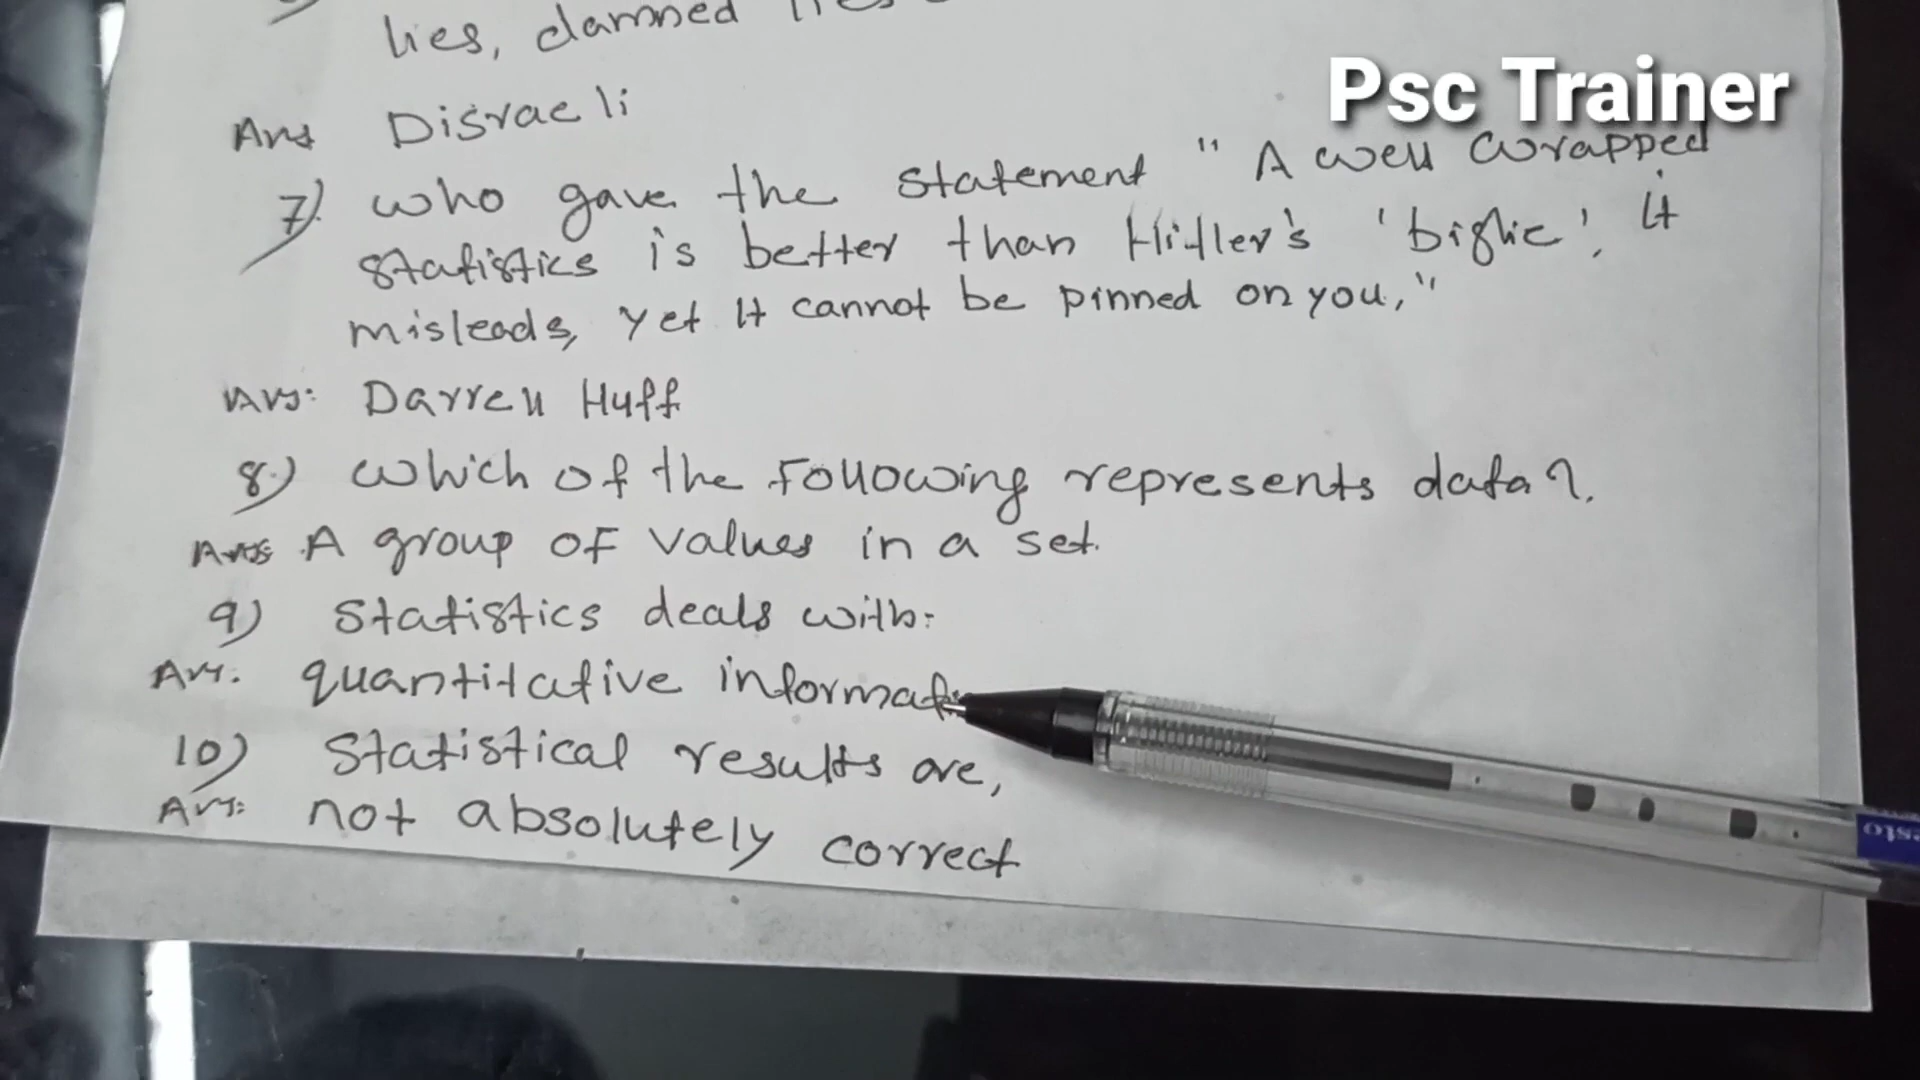 lies, damned lies
Psc Trainer
Ans Disraeli
7) who gave the statement "A well wrapped
statistics is better than Hitler's 'biglie'. It
misleads, yet It cannot be pinned on you,"
Ans: Darrell Huff
8) which of the Following represents data?.
Ans A group of values in a set.
9) statistics deals with:
Ans. quantitative informati
10) Statistical results are,
Ans: not absolutely correct